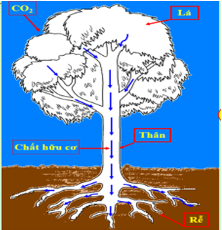 CO₂
Lá
Thân
Chất hữu cơ
Rễ